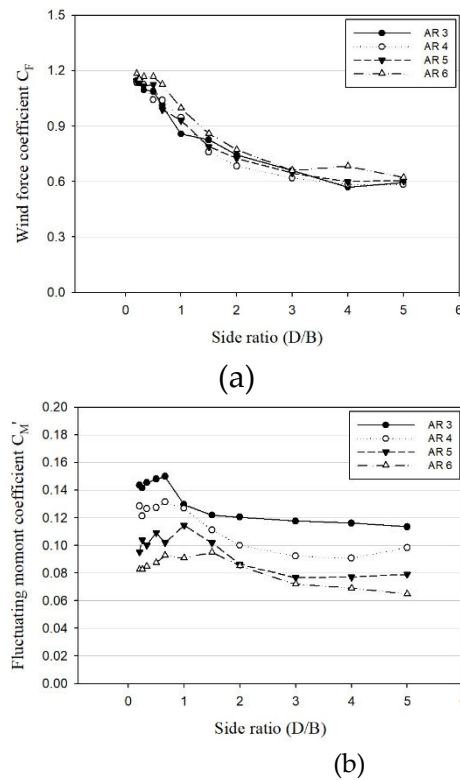 1.5
1.2
0.9
0.6
0.3
0.0
Wind force coefficient C_F
AR 3
AR 4
AR 5
AR 6
0 1 2 3 4 5
Side ratio (D/B)
(a)
0.20
0.18
0.16
0.14
0.12
0.10
0.08
0.06
0.04
0.02
0.00
Fluctuating momont coefficient C_M'
AR 3
AR 4
AR 5
AR 6
0 1 2 3 4 5
Side ratio (D/B)
(b)